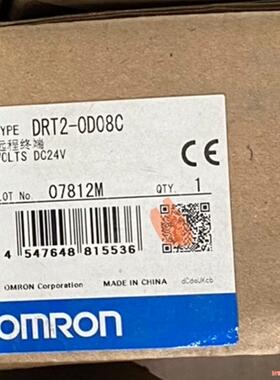 TYPE DRT2-OD08C
远程终端
VOLTS DC24V
LOT No. 07812M QTY. 1
CE
4 547648 815536
OMRON Corporation MADE IN CHINA
OMRON